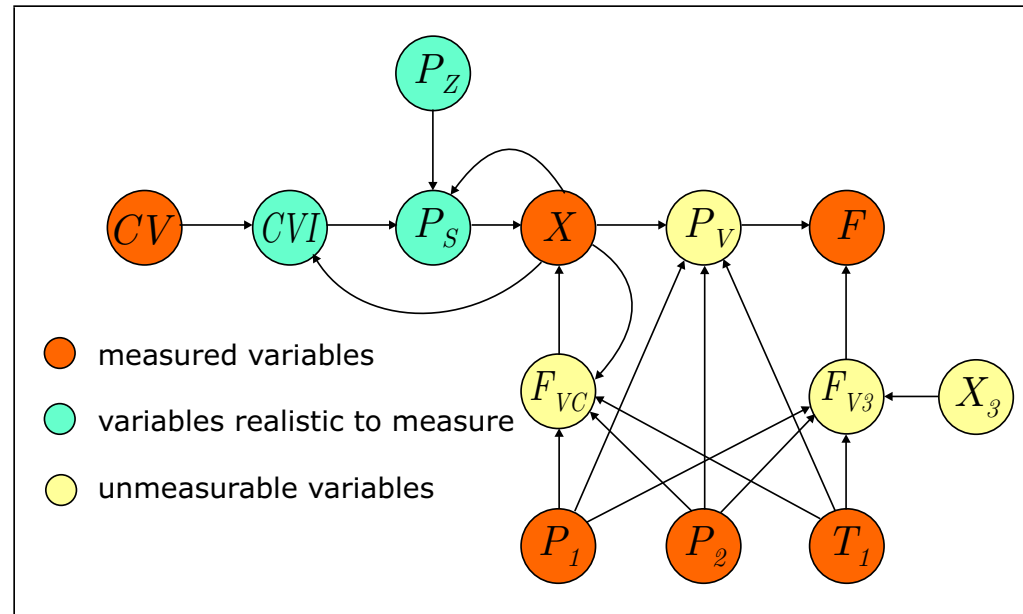 P_Z
CV CVI P_S X P_V F
measured variables
F_VC F_V3 X_3
variables realistic to measure
unmeasurable variables
P_1 P_2 T_1